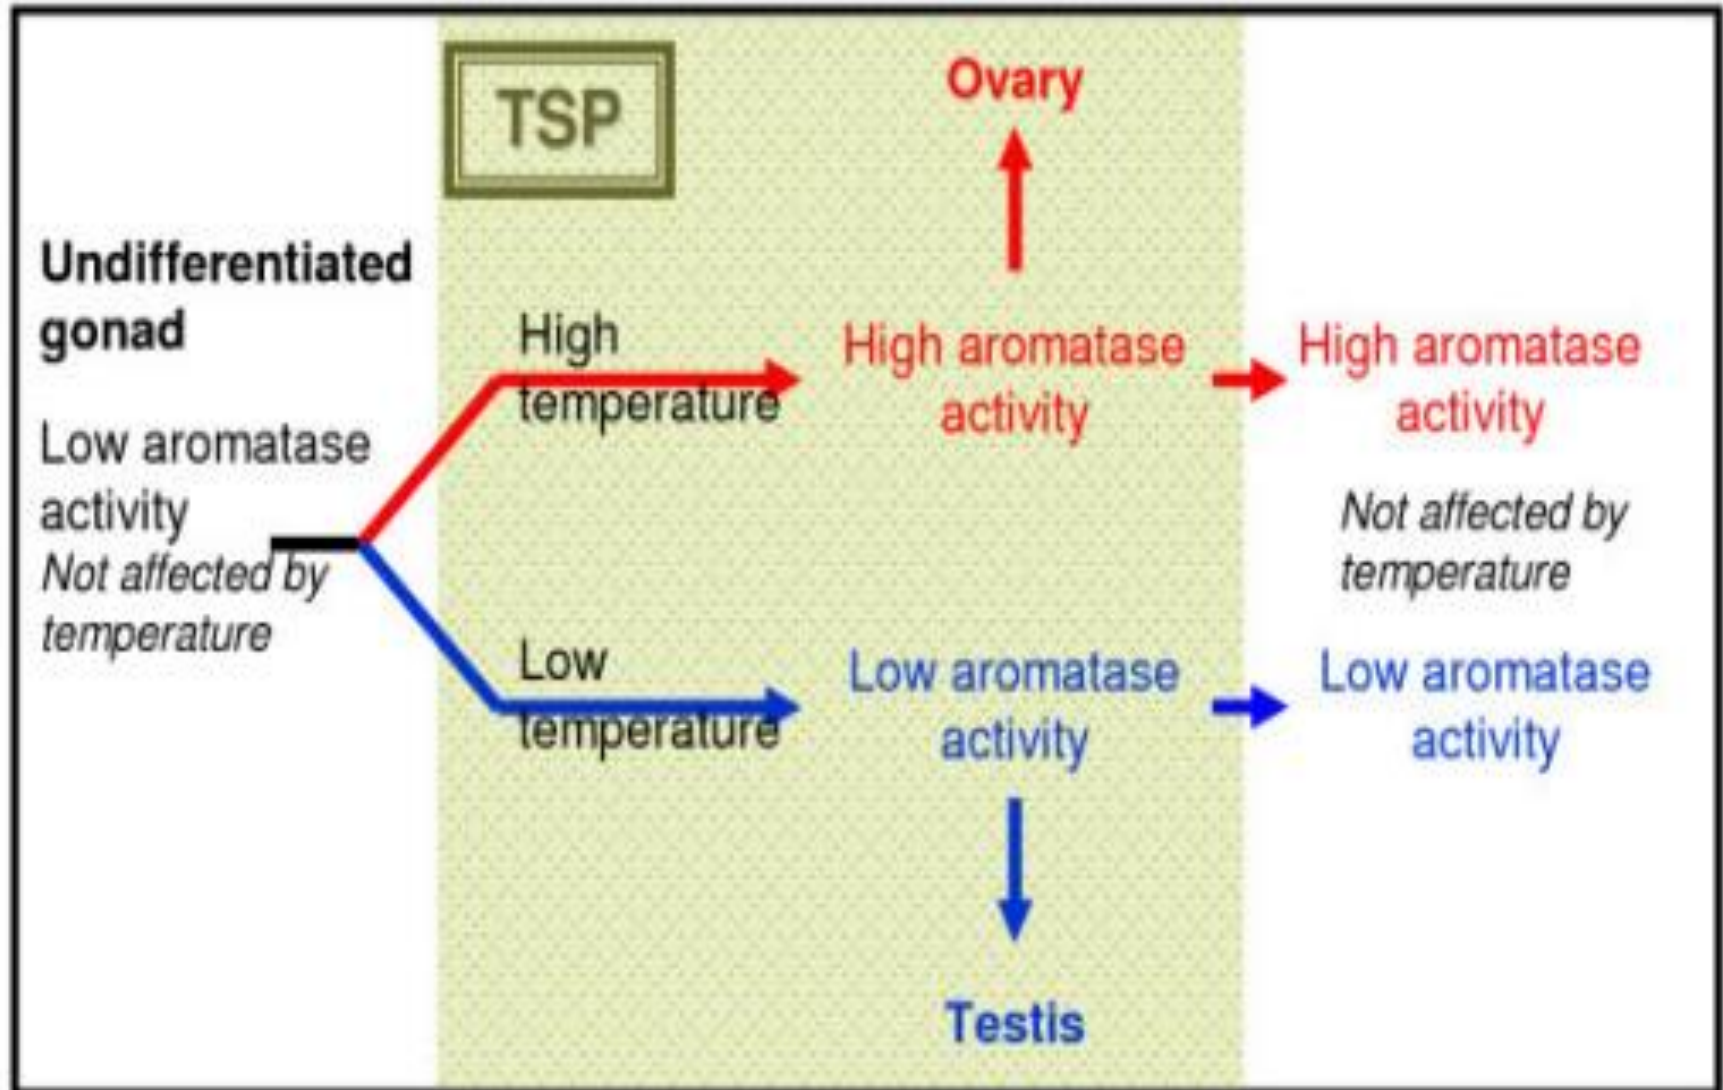 TSP
Ovary
Undifferentiated
gonad
Low aromatase
activity
Not affected by
temperature
High
temperature
High aromatase
activity
High aromatase
activity
Not affected by
temperature
Low
temperature
Low aromatase
activity
Low aromatase
activity
Testis